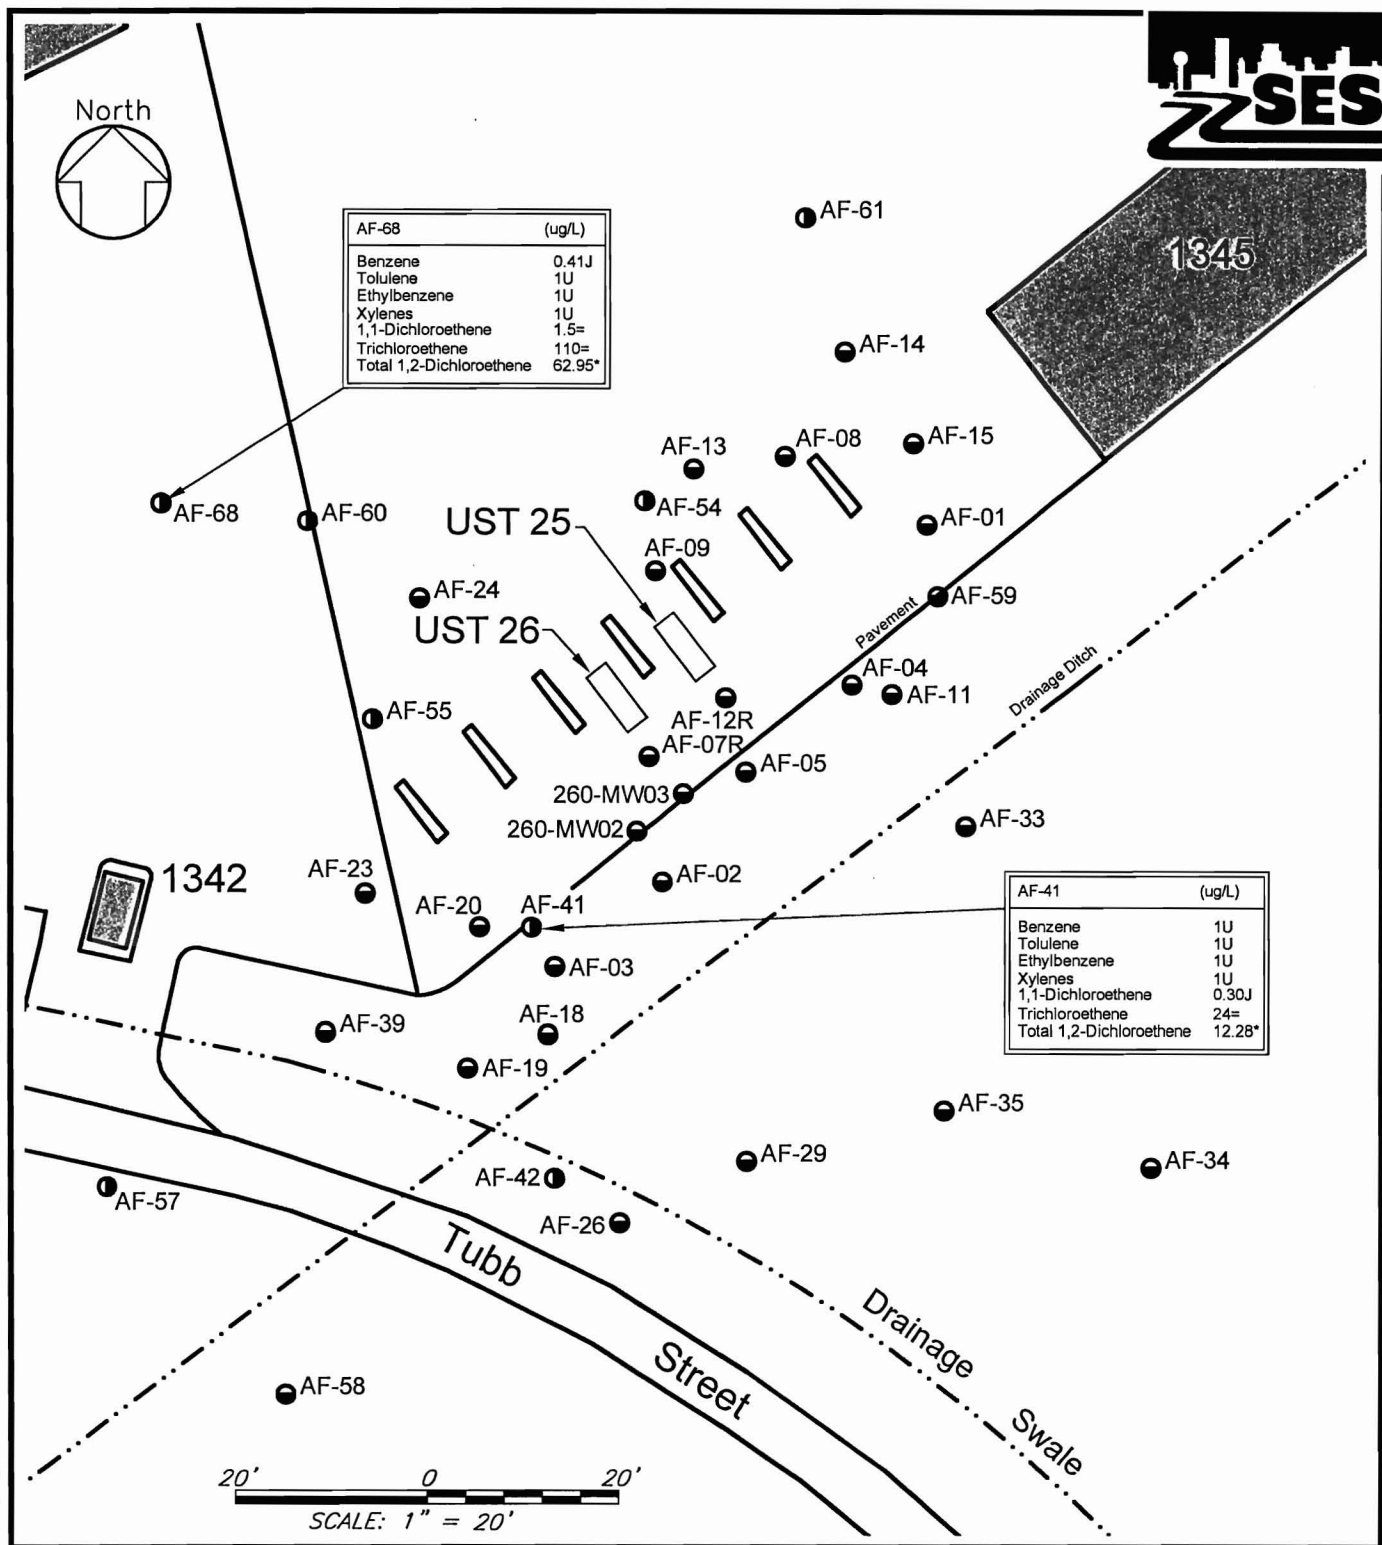 North
SES
AF-61
1345
AF-68 (ug/L)
Benzene 0.41J
Tolulene 1U
Ethylbenzene 1U
Xylenes 1U
1,1-Dichloroethene 1.5=
Trichloroethene 110=
Total 1,2-Dichloroethene 62.95*
AF-14
AF-15
AF-08
AF-13
AF-54
AF-68
AF-60
UST 25
AF-01
AF-09
AF-24
AF-59
UST 26
Pavement
Drainage Ditch
AF-04
AF-11
AF-55
AF-12R
AF-07R
AF-05
260-MW03
260-MW02
AF-33
AF-23
1342
AF-02
AF-20
AF-41
AF-41 (ug/L)
Benzene 1U
Tolulene 1U
Ethylbenzene 1U
Xylenes 1U
1,1-Dichloroethene 0.30J
Trichloroethene 24=
Total 1,2-Dichloroethene 12.28*
AF-03
AF-39
AF-18
AF-19
AF-35
AF-29
AF-34
AF-42
AF-57
AF-26
Tubb
Street
Drainage
Swale
AF-58
20' 0 20'
SCALE: 1" = 20'